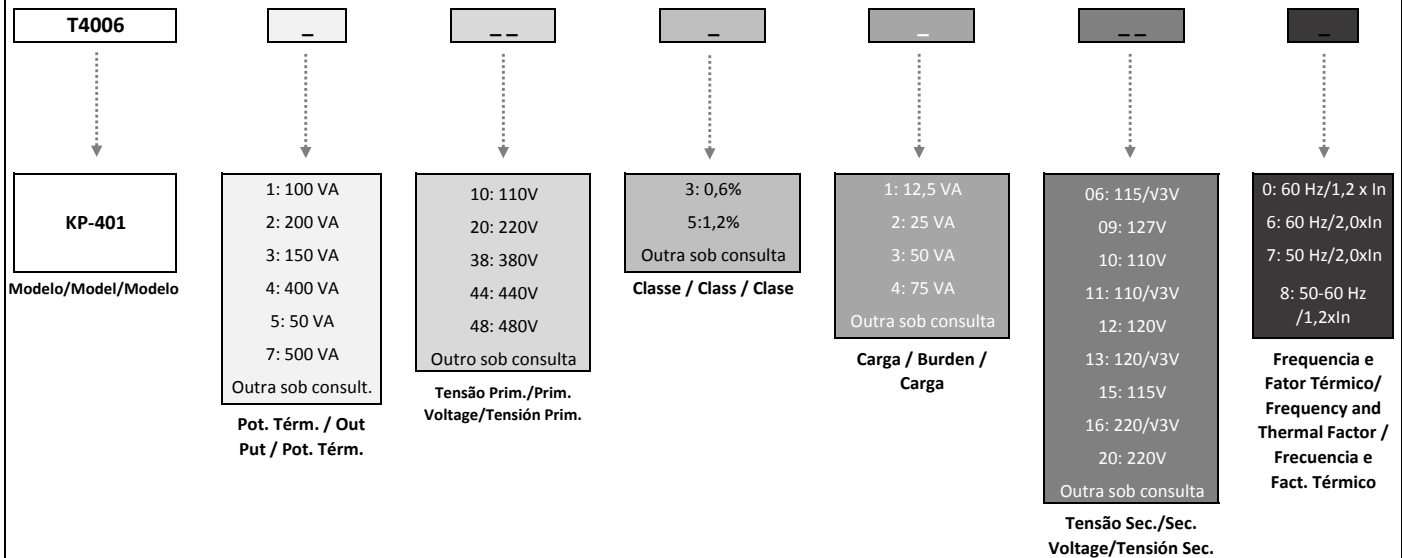 T4006
_
_ _
_
_
_ _
_
KP-401
Modelo/Model/Modelo
1: 100 VA
2: 200 VA
3: 150 VA
4: 400 VA
5: 50 VA
7: 500 VA
Outra sob consult.
Pot. Térm. / Out
Put / Pot. Térm.
10: 110V
20: 220V
38: 380V
44: 440V
48: 480V
Outro sob consulta
Tensão Prim./Prim.
Voltage/Tensión Prim.
3: 0,6%
5:1,2%
Outra sob consulta
Classe / Class / Clase
1: 12,5 VA
2: 25 VA
3: 50 VA
4: 75 VA
Outra sob consulta
Carga / Burden /
Carga
06: 115/√3V
09: 127V
10: 110V
11: 110/√3V
12: 120V
13: 120/√3V
15: 115V
16: 220/√3V
20: 220V
Outra sob consulta
Tensão Sec./Sec.
Voltage/Tensión Sec.
0: 60 Hz/1,2 x In
6: 60 Hz/2,0xIn
7: 50 Hz/2,0xIn
8: 50-60 Hz
/1,2xIn
Frequencia e
Fator Térmico/
Frequency and
Thermal Factor /
Frecuencia e
Fact. Térmico